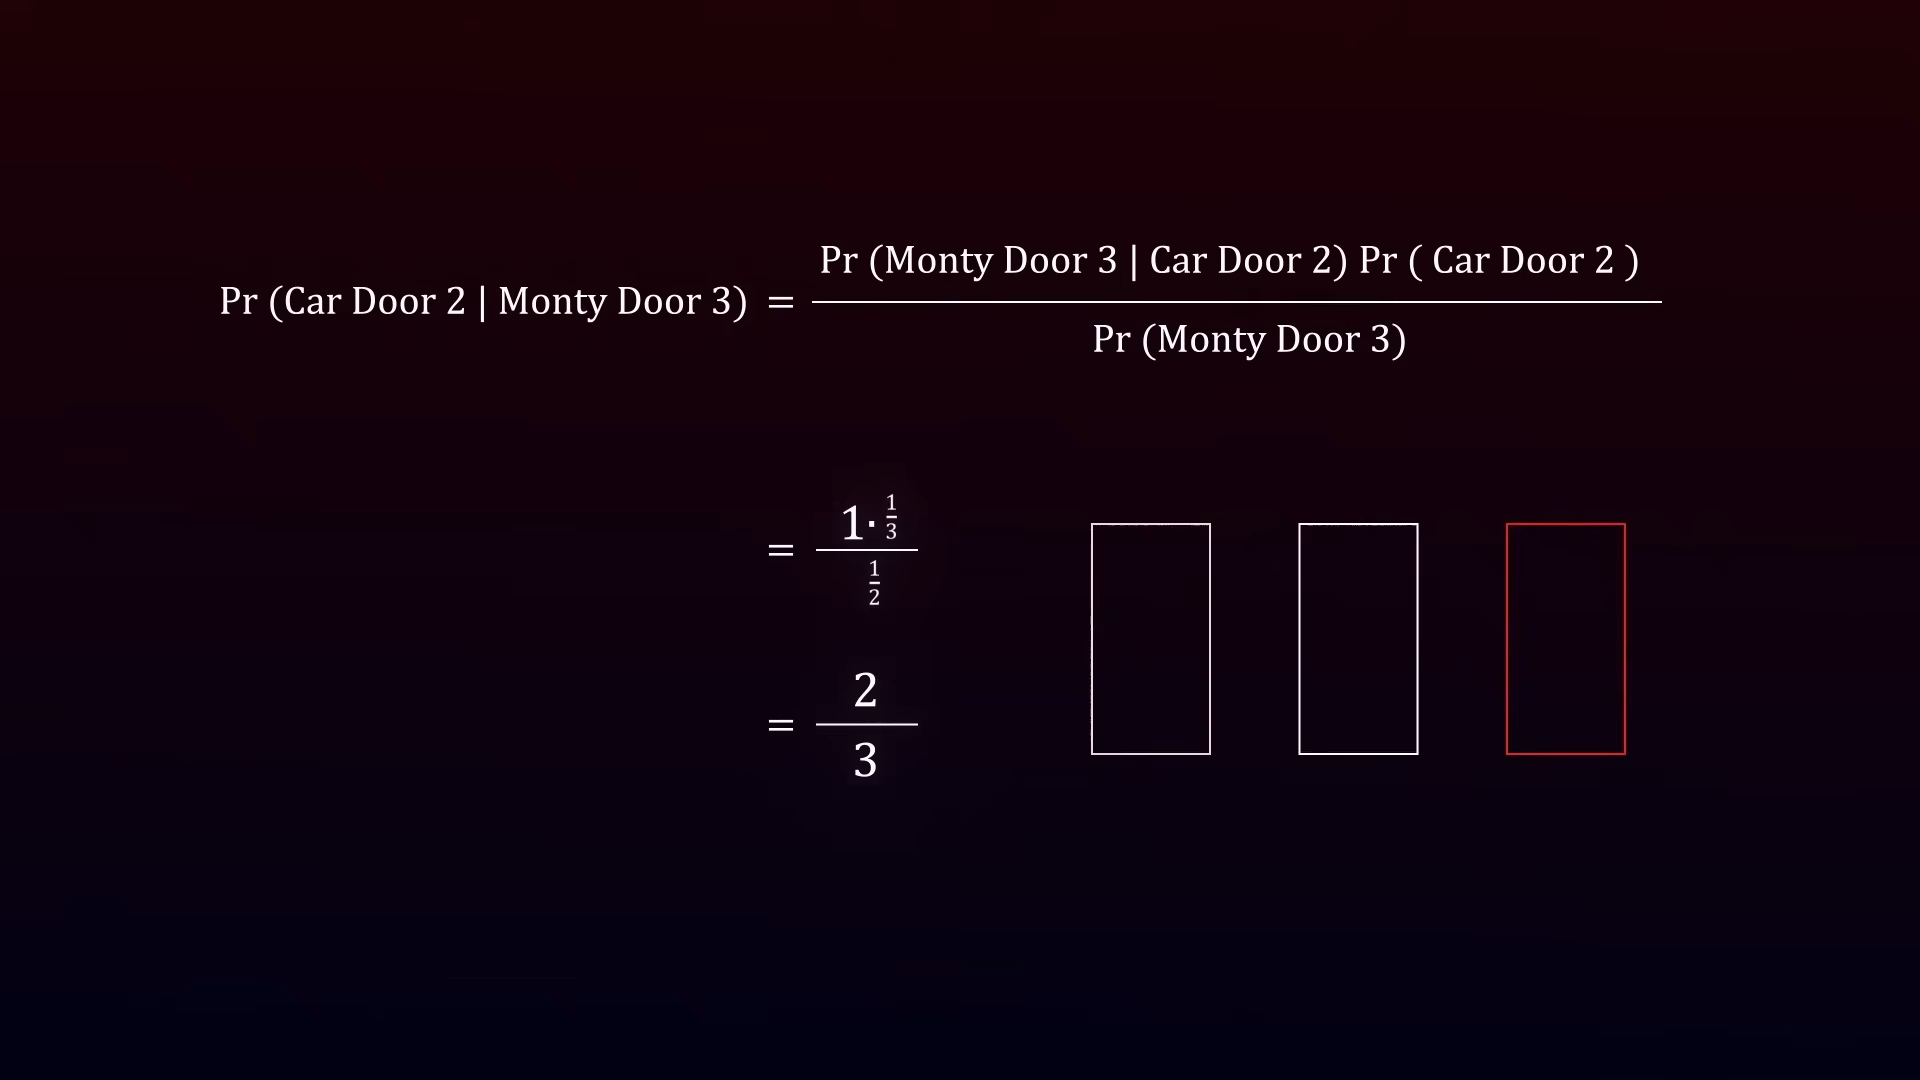 Pr (Car Door 2 | Monty Door 3) = Pr (Monty Door 3 | Car Door 2) Pr ( Car Door 2 )
Pr (Monty Door 3)
= 1· 1/3
1/2
= 2
3